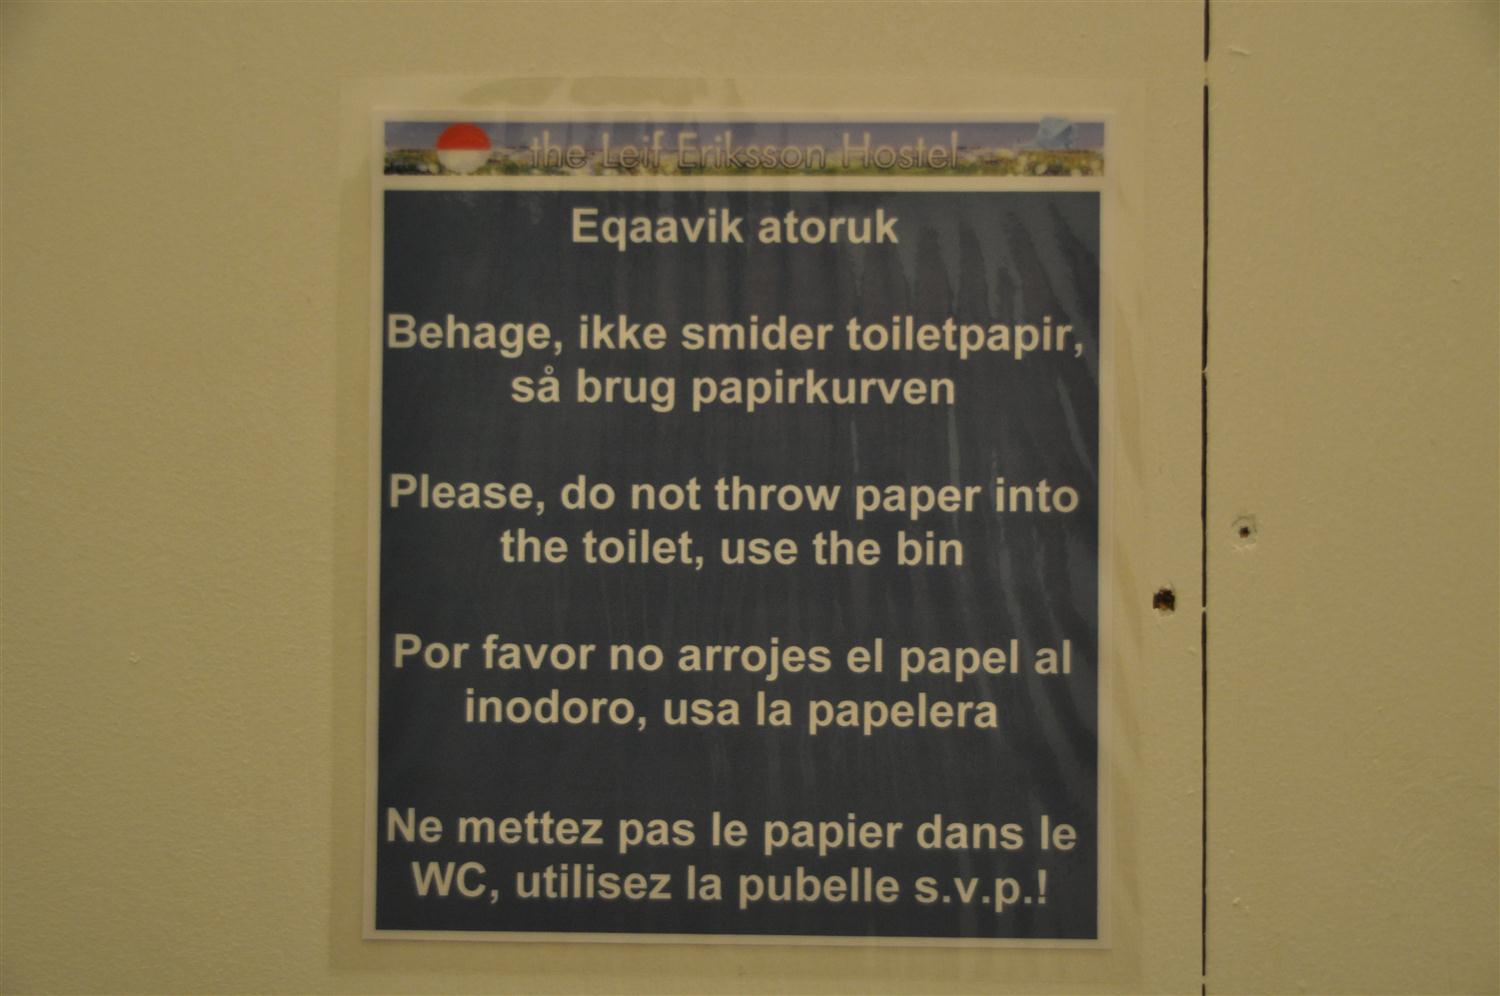 the Leif Eriksson Hostel
Eqaavik atoruk
Behage, ikke smider toiletpapir,
så brug papirkurven
Please, do not throw paper into
the toilet, use the bin
Por favor no arrojes el papel al
inodoro, usa la papelera
Ne mettez pas le papier dans le
WC, utilisez la pubelle s.v.p.!